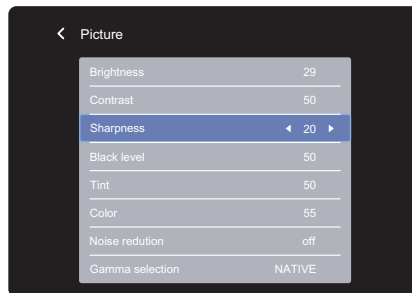 Picture
Brightness 29
Contrast 50
Sharpness 20
Black level 50
Tint 50
Color 55
Noise redution off
Gamma selection NATIVE